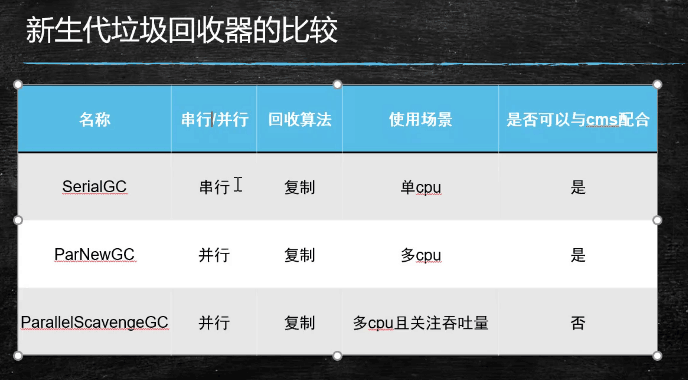 新生代垃圾回收器的比较
名称 串行/并行 回收算法 使用场景 是否可以与cms配合
SerialGC 串行 复制 单cpu 是
ParNewGC 并行 复制 多cpu 是
ParallelScavengeGC 并行 复制 多cpu且关注吞吐量 否